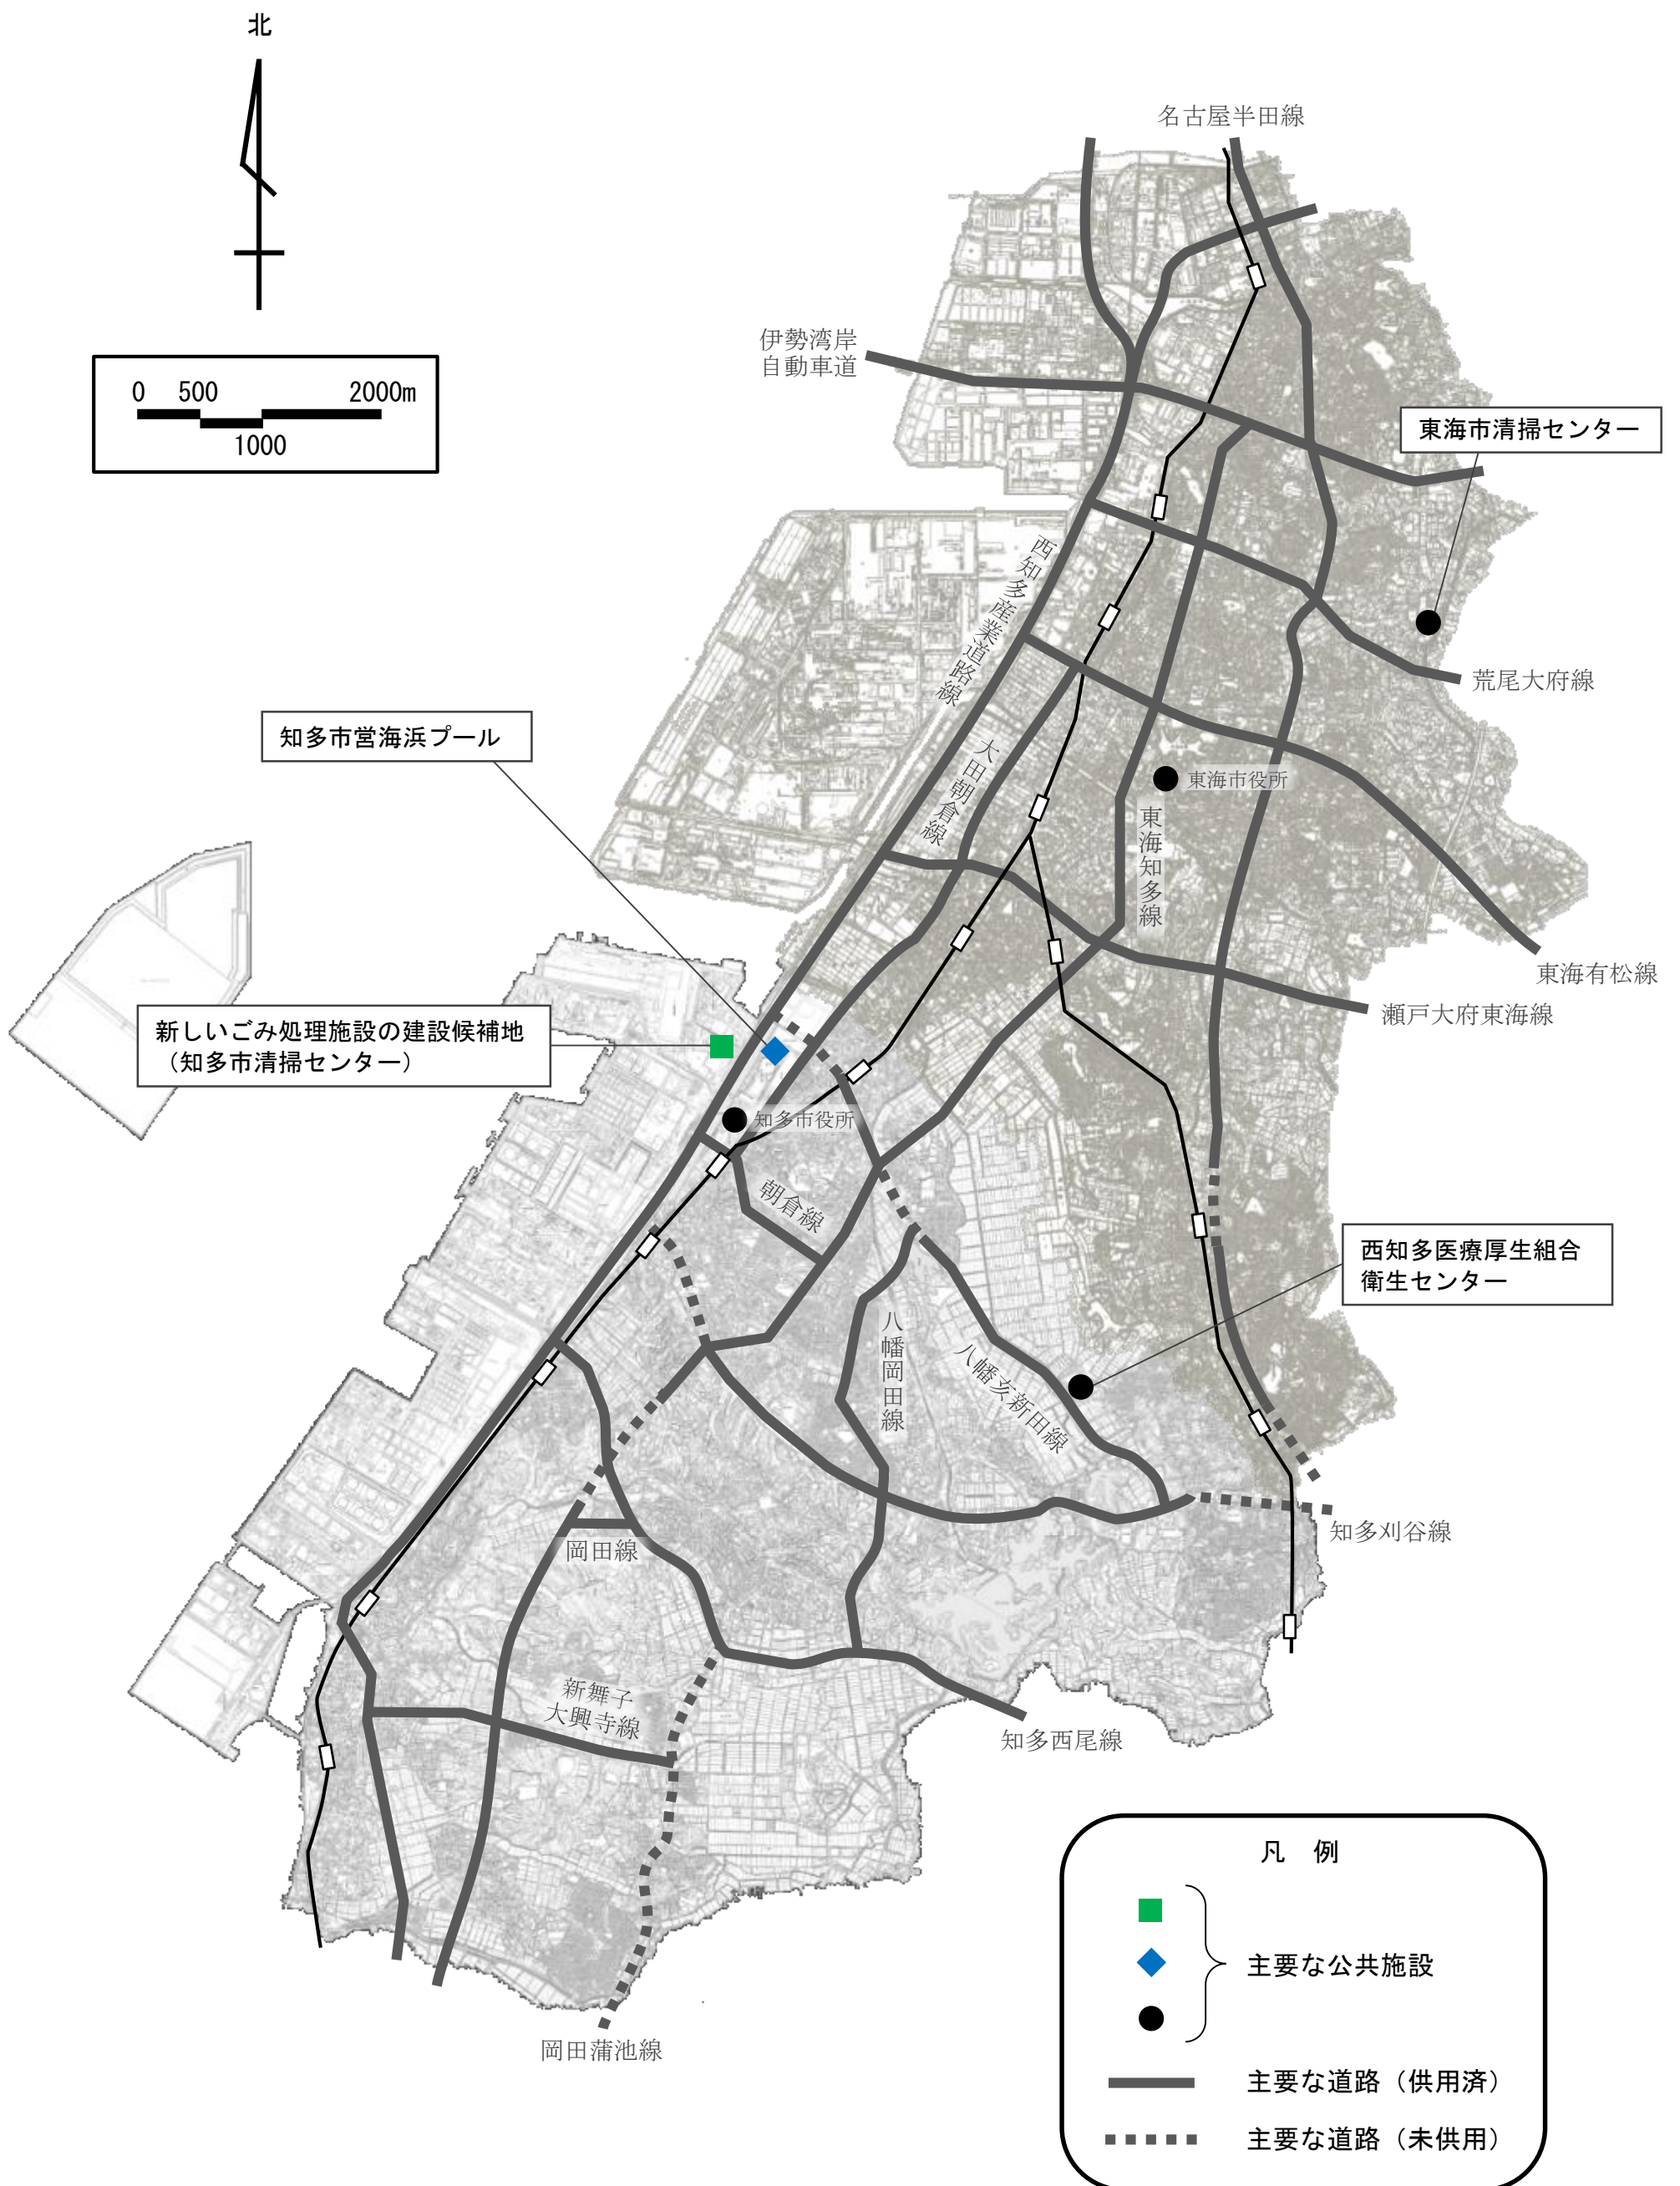 北
名古屋半田線
伊勢湾岸
自動車道
0 500 2000m
1000
東海市清掃センター
西知多産業道路線
荒尾大府線
知多市営海浜プール
大田朝倉線
東海市役所
東海知多線
東海有松線
瀬戸大府東海線
新しいごみ処理施設の建設候補地
（知多市清掃センター）
知多市役所
朝倉線
西知多医療厚生組合
衛生センター
八幡岡田線
八幡亥新田線
知多刈谷線
岡田線
新舞子
大興寺線
知多西尾線
岡田蒲池線
凡 例
主要な公共施設
主要な道路（供用済）
主要な道路（未供用）